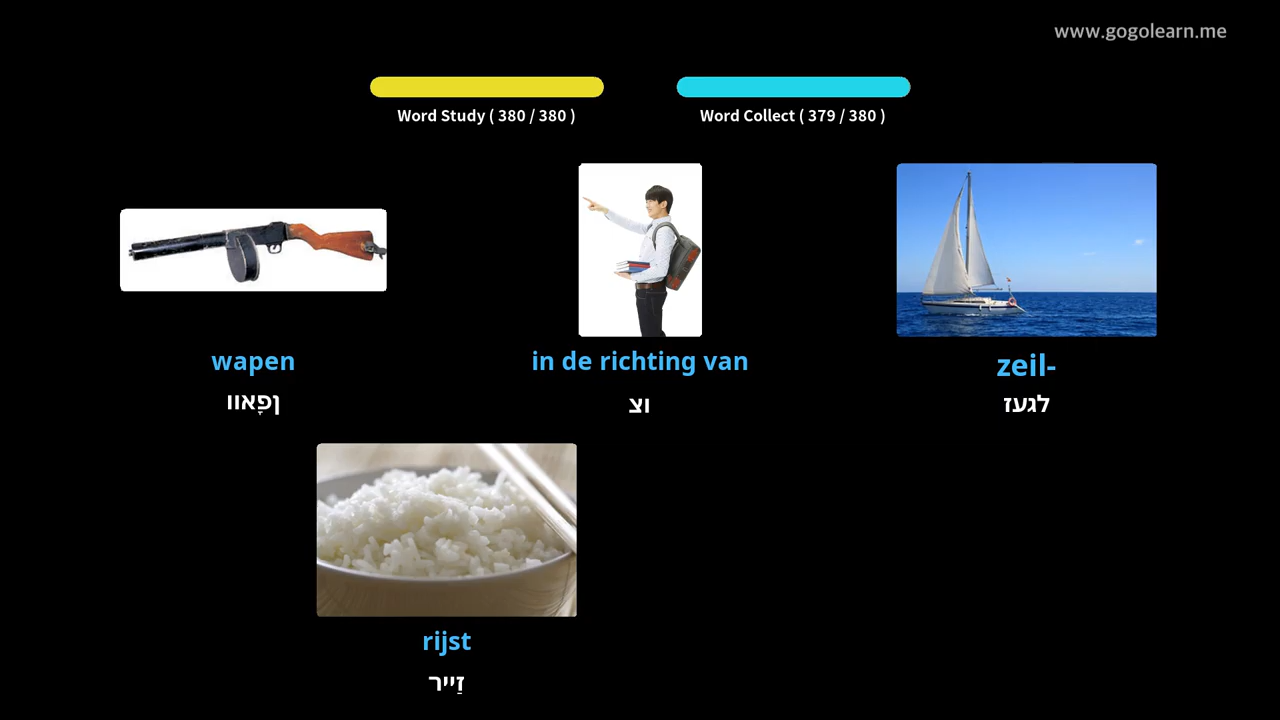 www.gogolearn.me
Word Study ( 380 / 380 )
Word Collect ( 379 / 380 )
wapen
ןפָאוו
in de richting van
וצ
zeil-
לגעז
rijst
זַייר